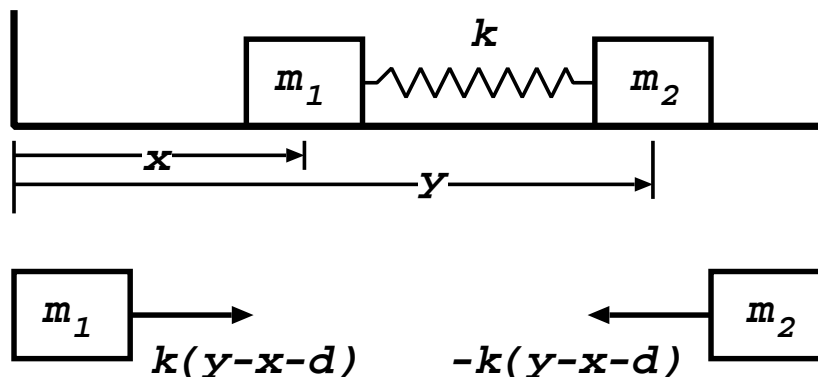 k
m₁ m₂
x
y
m₁ m₂
k(y-x-d) -k(y-x-d)